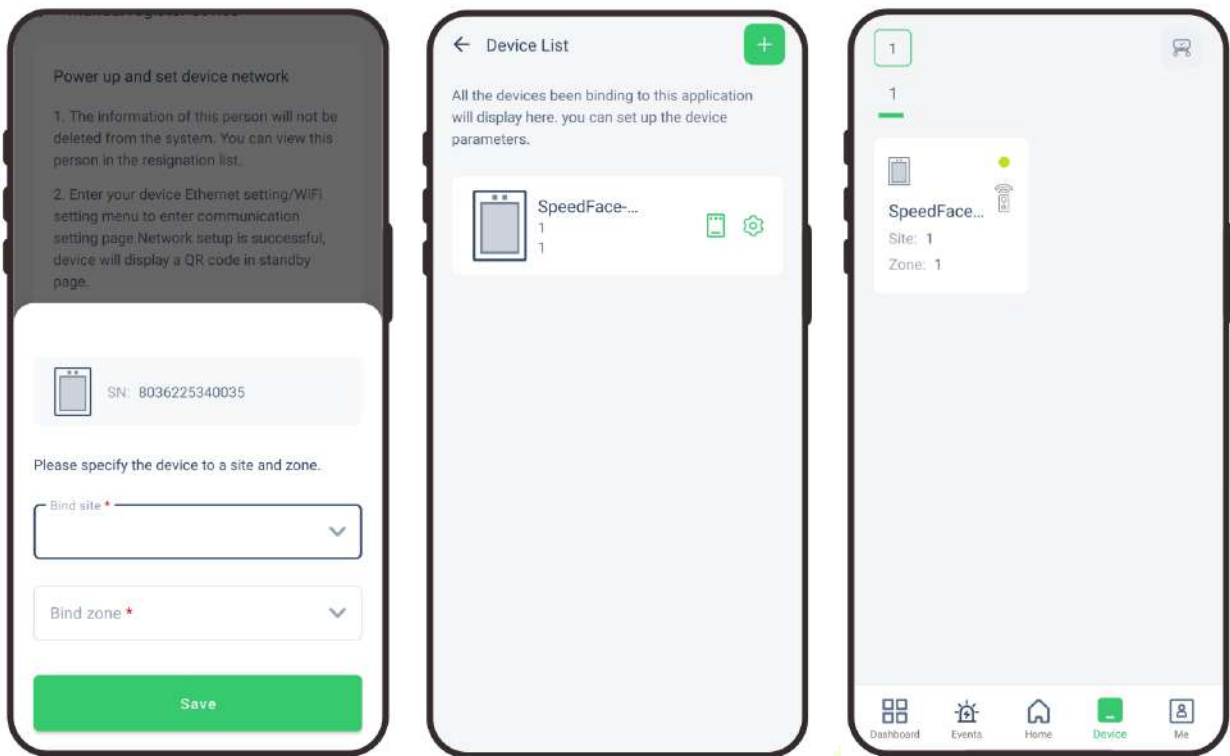 Power up and set device network
1. The information of this person will not be
deleted from the system. You can view this
person in the resignation list.
2. Enter your device Ethernet setting/WiFi
setting menu to enter communication
setting page.Network setup is successful,
device will display a QR code in standby
page.
SN: 8036225340035
Please specify the device to a site and zone.
Bind site *
Bind zone *
Save
Device List
+
All the devices been binding to this application
will display here. you can set up the device
parameters.
SpeedFace-...
1
1
1
1
SpeedFace...
Site: 1
Zone: 1
Dashboard
Events
Home
Device
Me